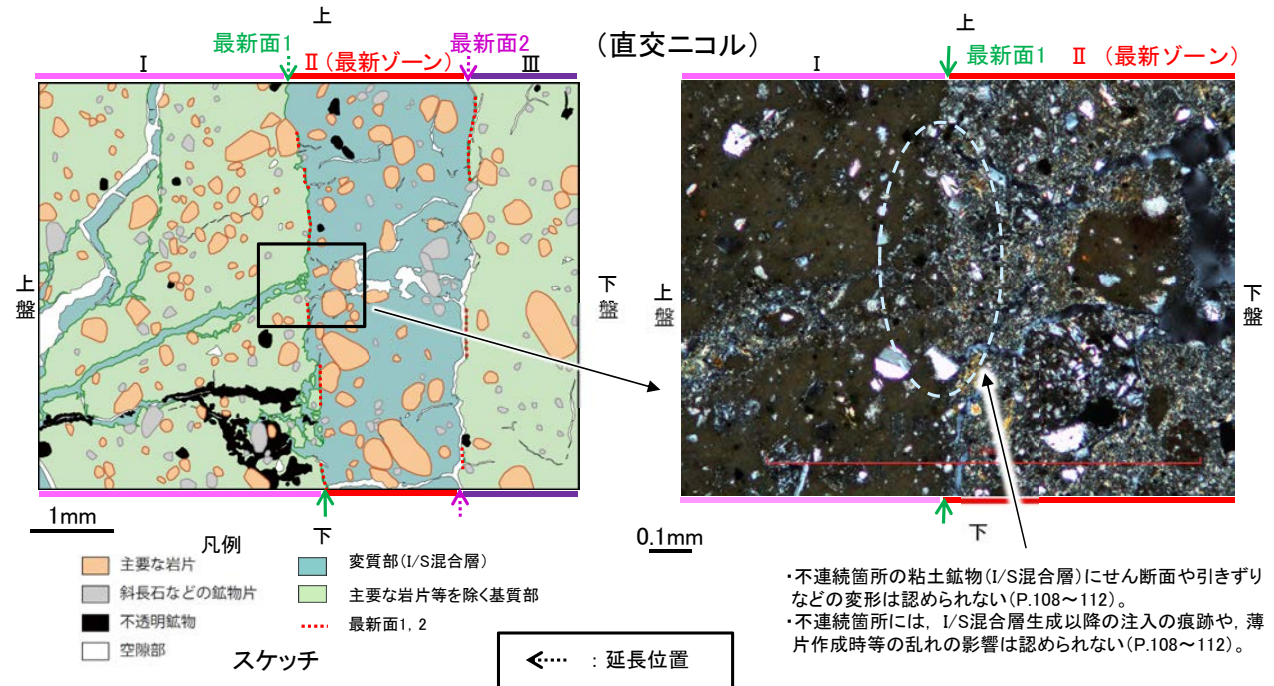 上
最新面1
最新面2
Ⅰ
Ⅱ(最新ゾーン)
Ⅲ
(直交ニコル)
上
Ⅰ
最新面1
Ⅱ (最新ゾーン)
上盤
下盤
上盤
下盤
1mm
下
0.1mm
下
凡例
主要な岩片
斜長石などの鉱物片
不透明鉱物
空隙部
変質部(I/S混合層)
主要な岩片等を除く基質部
最新面1, 2
スケッチ
：延長位置
・不連続箇所の粘土鉱物(I/S混合層)にせん断面や引きずり
などの変形は認められない(P.108～112)。
・不連続箇所には, I/S混合層生成以降の注入の痕跡や, 薄
片作成時等の乱れの影響は認められない(P.108～112)。